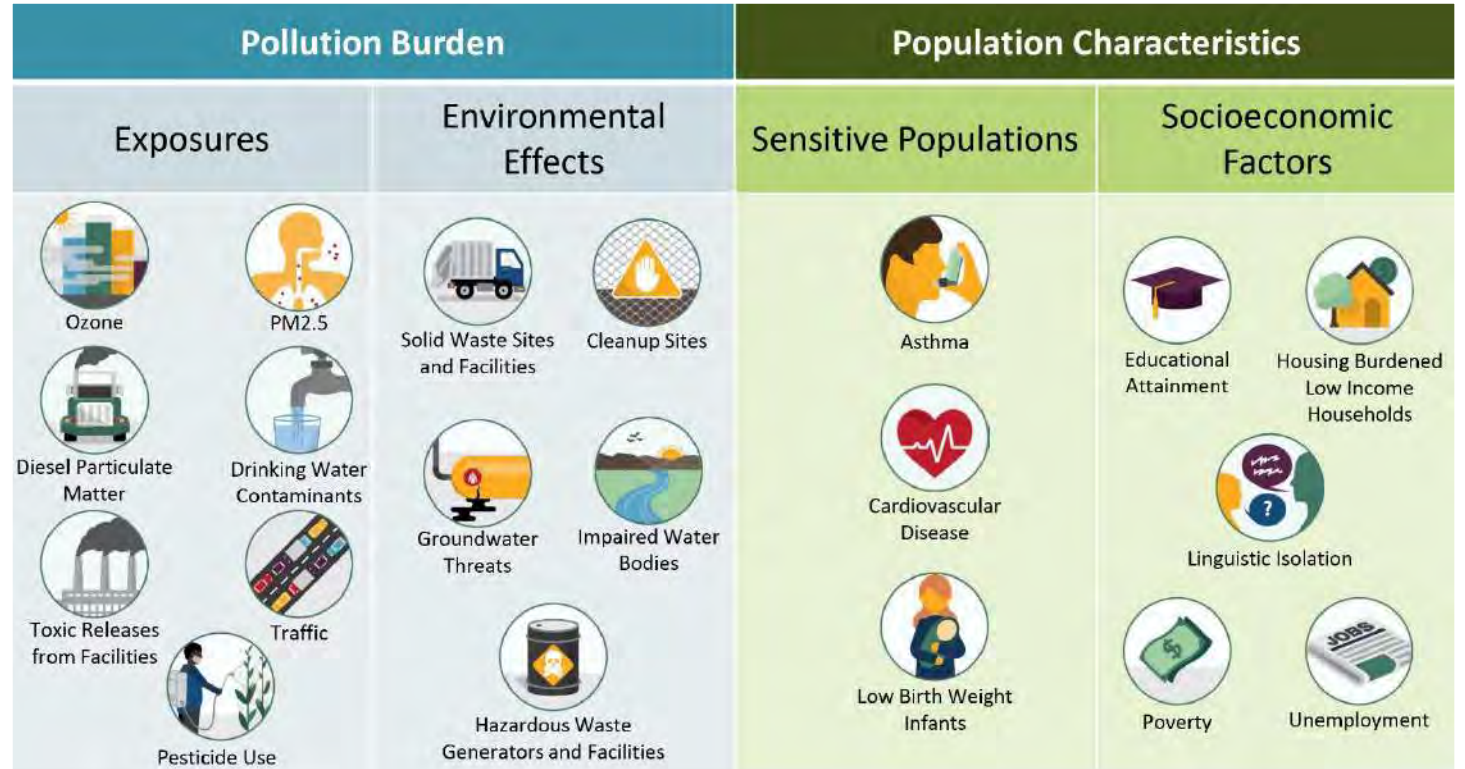 Pollution Burden
Population Characteristics
Exposures
Environmental
Effects
Sensitive Populations
Socioeconomic
Factors
Ozone
PM2.5
Diesel Particulate
Matter
Drinking Water
Contaminants
Toxic Releases
from Facilities
Traffic
Pesticide Use
Solid Waste Sites
and Facilities
Cleanup Sites
Groundwater
Threats
Impaired Water
Bodies
Hazardous Waste
Generators and Facilities
Asthma
Cardiovascular
Disease
Low Birth Weight
Infants
Educational
Attainment
$
Housing Burdened
Low Income
Households
?
Linguistic Isolation
$
Poverty
JOBS
Unemployment